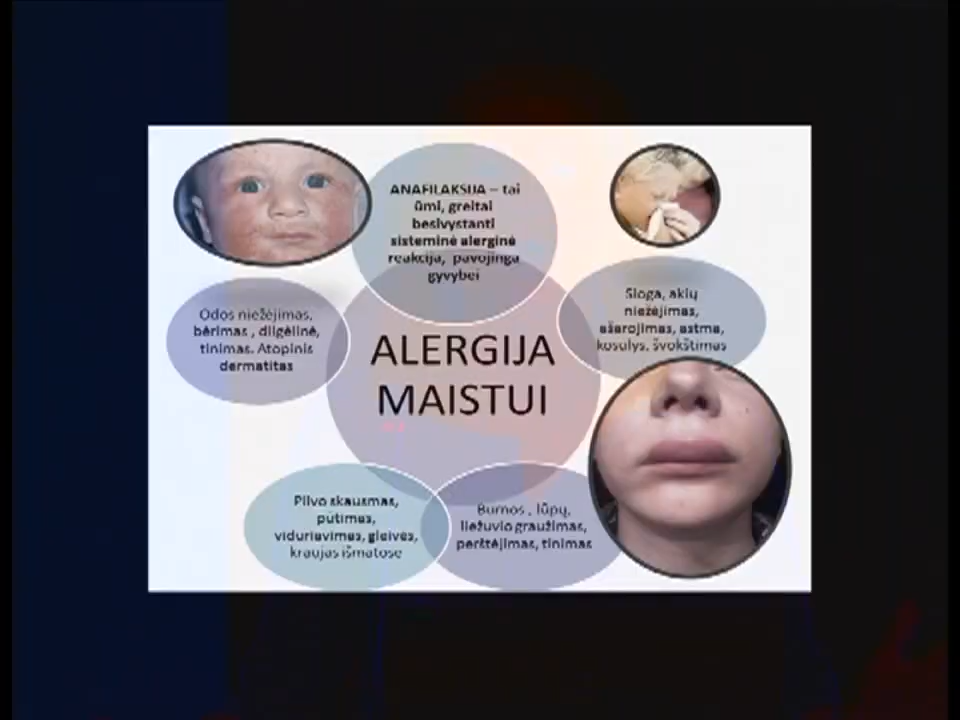 ANAFILAKSIJA – tai
ūmi, greitai
besivystanti
sisteminė alerginė
reakcija, pavojinga
gyvybei
Odos niežėjimas,
bėrimas , dilgėlinė,
tinimas. Atopinis
dermatitas
Sloga, akių
niežėjimas,
ašarojimas, astma,
kosulys, švokštimas
ALERGIJA
MAISTUI
Pilvo skausmas,
pūtimas,
viduriavimas, gleivės,
kraujas išmatose
Burnos , lūpų,
liežuvio graužimas,
perštėjimas, tinimas